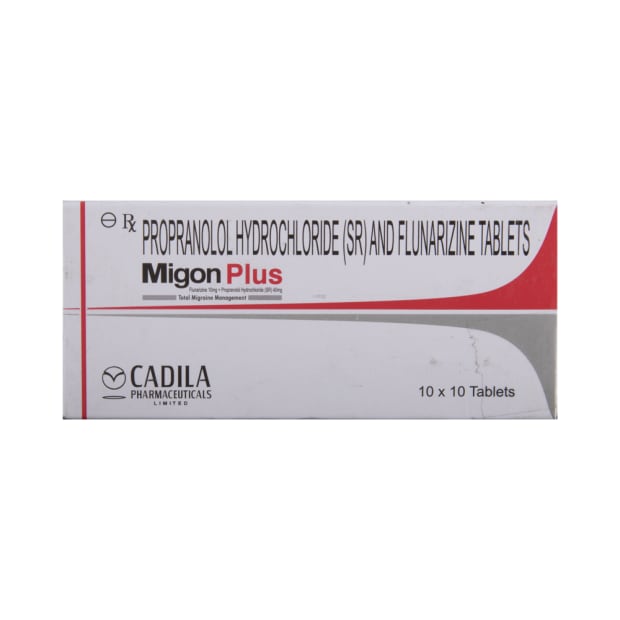 Rx PROPRANOLOL HYDROCHLORIDE (SR) AND FLUNARIZINE TABLETS
Migon Plus
Flunarizine 10mg + Propranolol Hydrochloride (SR) 40mg
Total Migraine Management
CADILA
PHARMACEUTICALS
LIMITED
10 x 10 Tablets